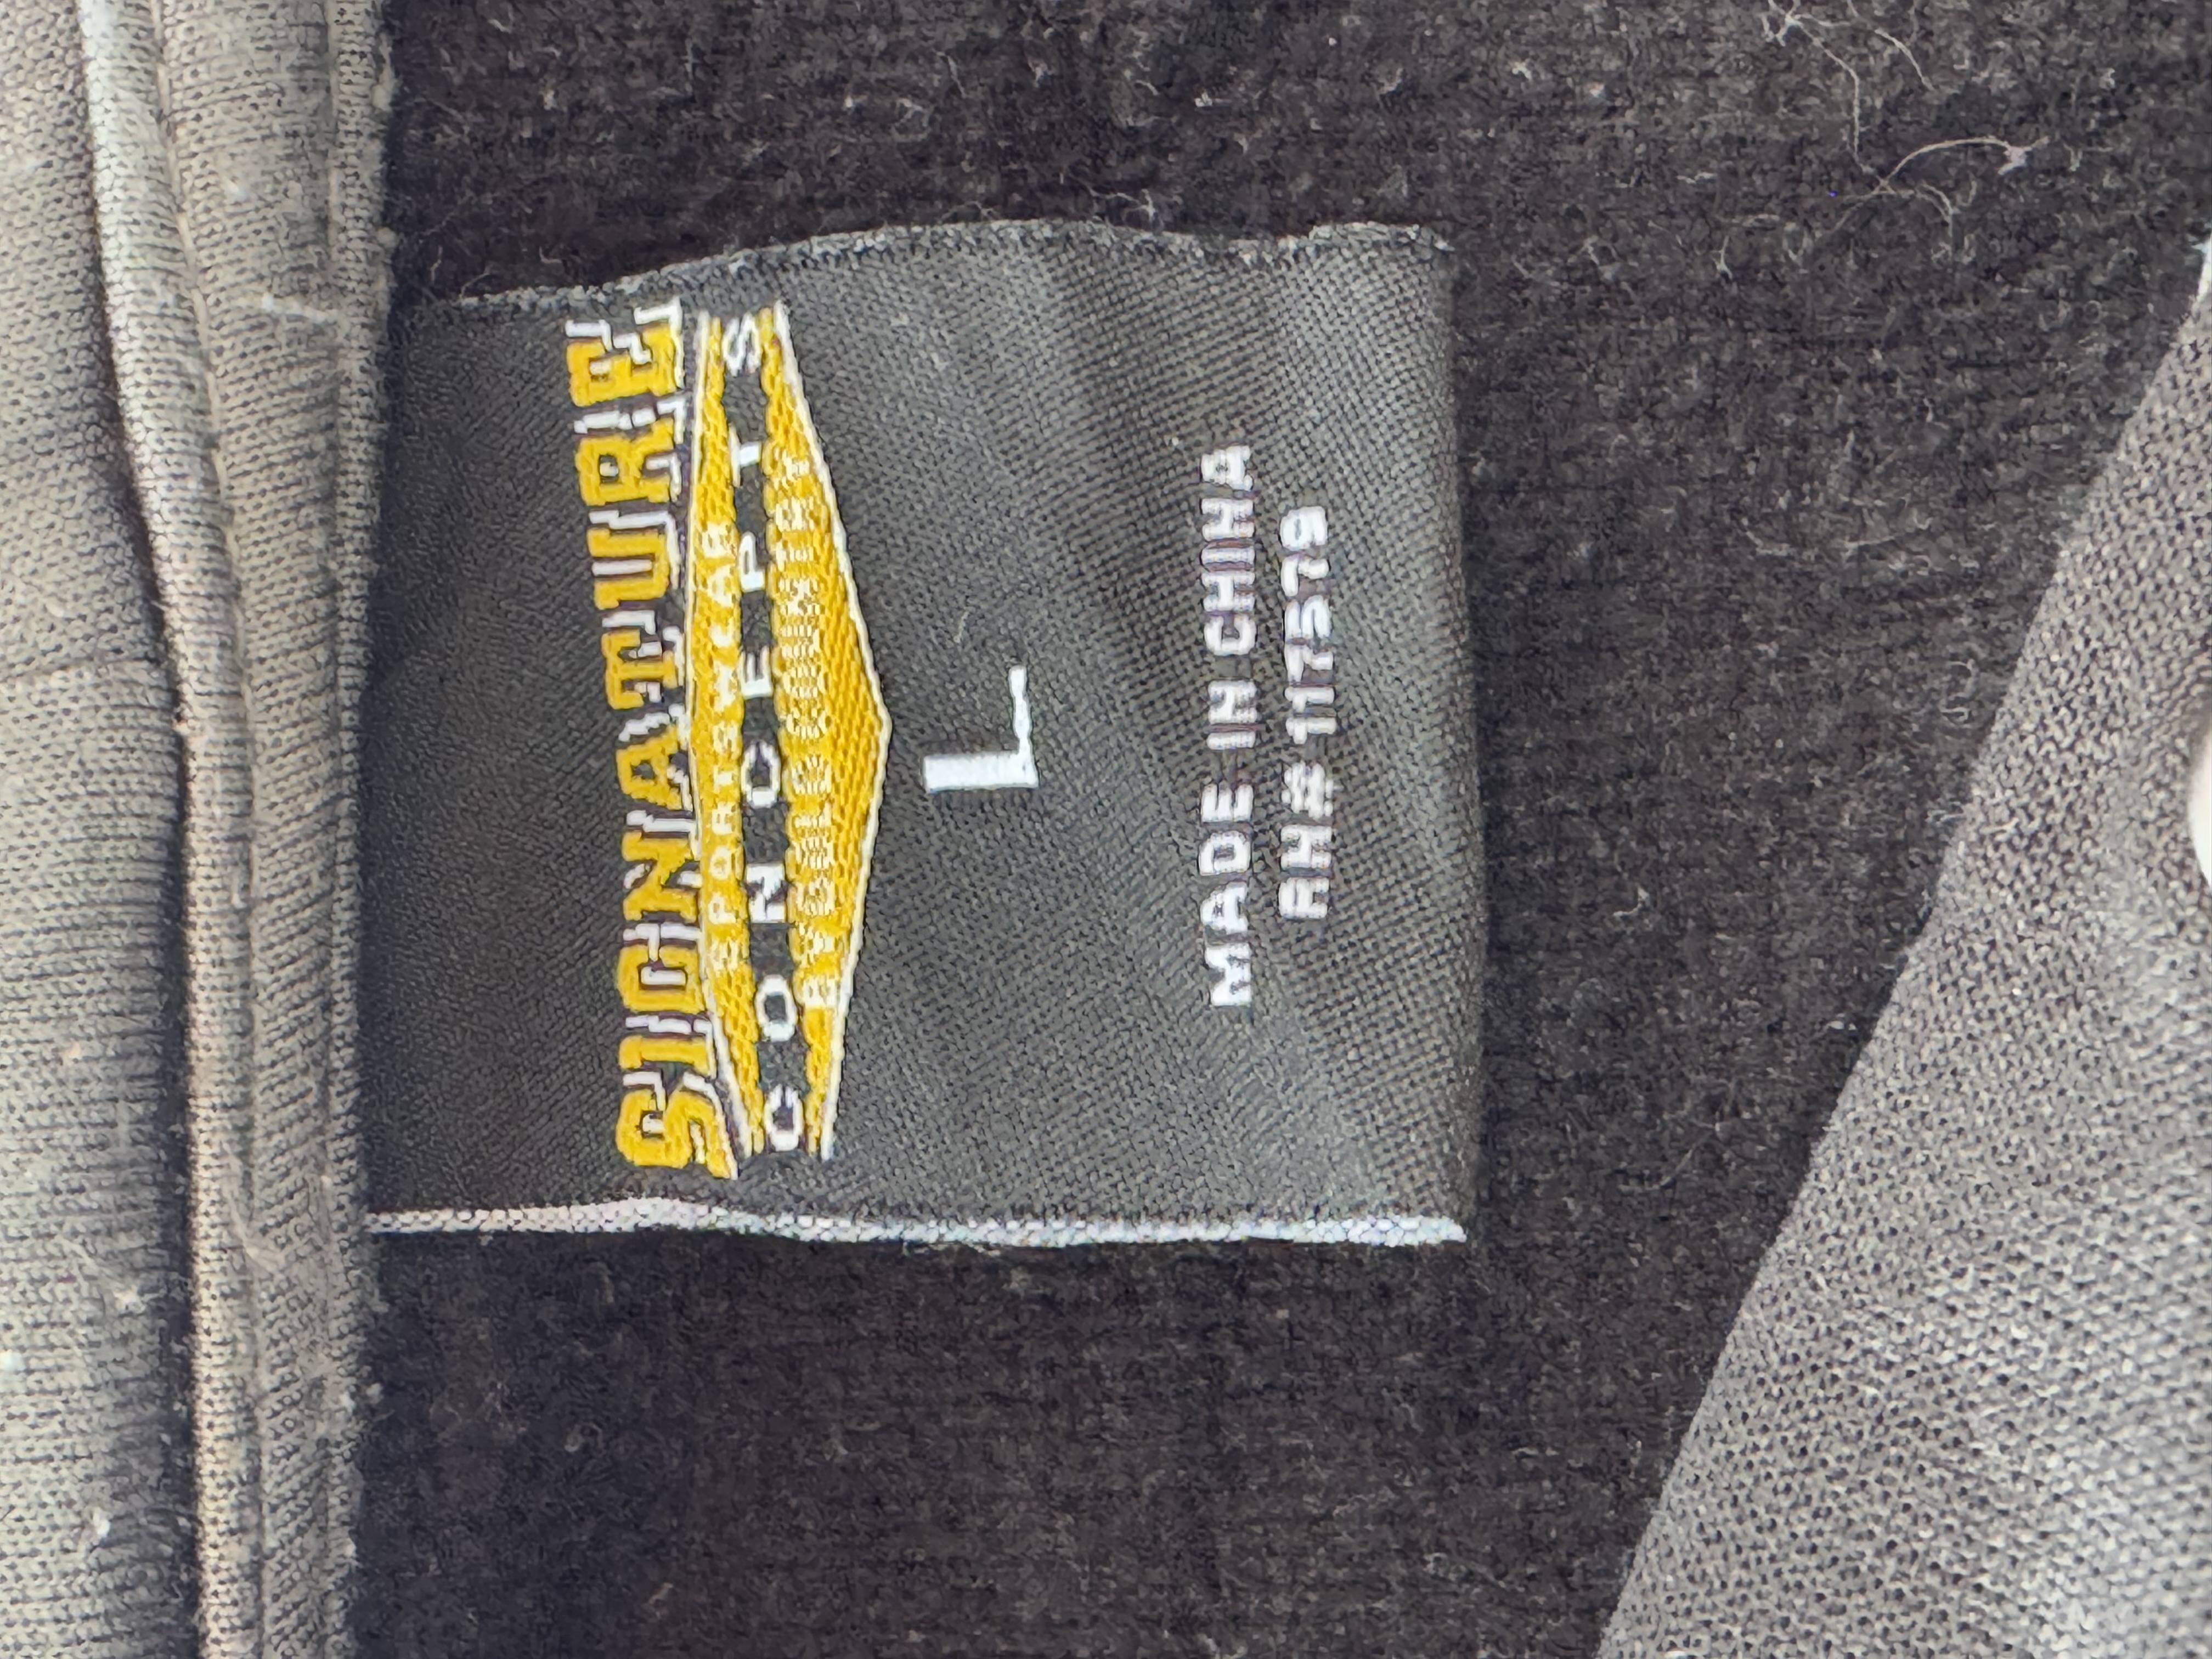 SIGNATURE
SPORTSWEAR
CONCEPTS
L
MADE IN CHINA
RN# 117579